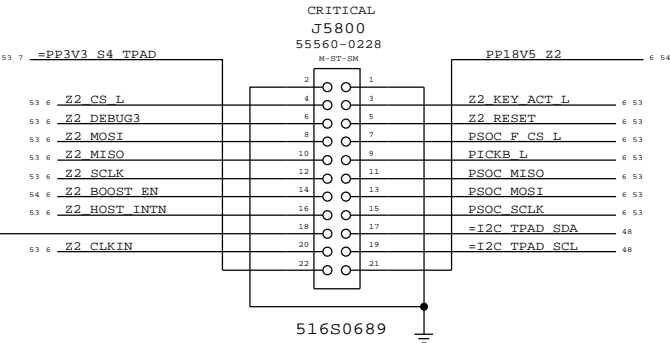 CRITICAL
J5800
55560-0228
M-ST-SM
53 7 =PP3V3_S4_TPAD
PP18V5_Z2 6 54
2 1
53 6 Z2_CS_L 4 3 Z2_KEY_ACT_L 6 53
53 6 Z2_DEBUG3 6 5 Z2_RESET 6 53
53 6 Z2_MOSI 8 7 PSOC_F_CS_L 6 53
53 6 Z2_MISO 10 9 PICKB_L 6 53
53 6 Z2_SCLK 12 11 PSOC_MISO 6 53
54 6 Z2_BOOST_EN 14 13 PSOC_MOSI 6 53
53 6 Z2_HOST_INTN 16 15 PSOC_SCLK 6 53
18 17 =I2C_TPAD_SDA 48
53 6 Z2_CLKIN 20 19 =I2C_TPAD_SCL 48
22 21
516S0689